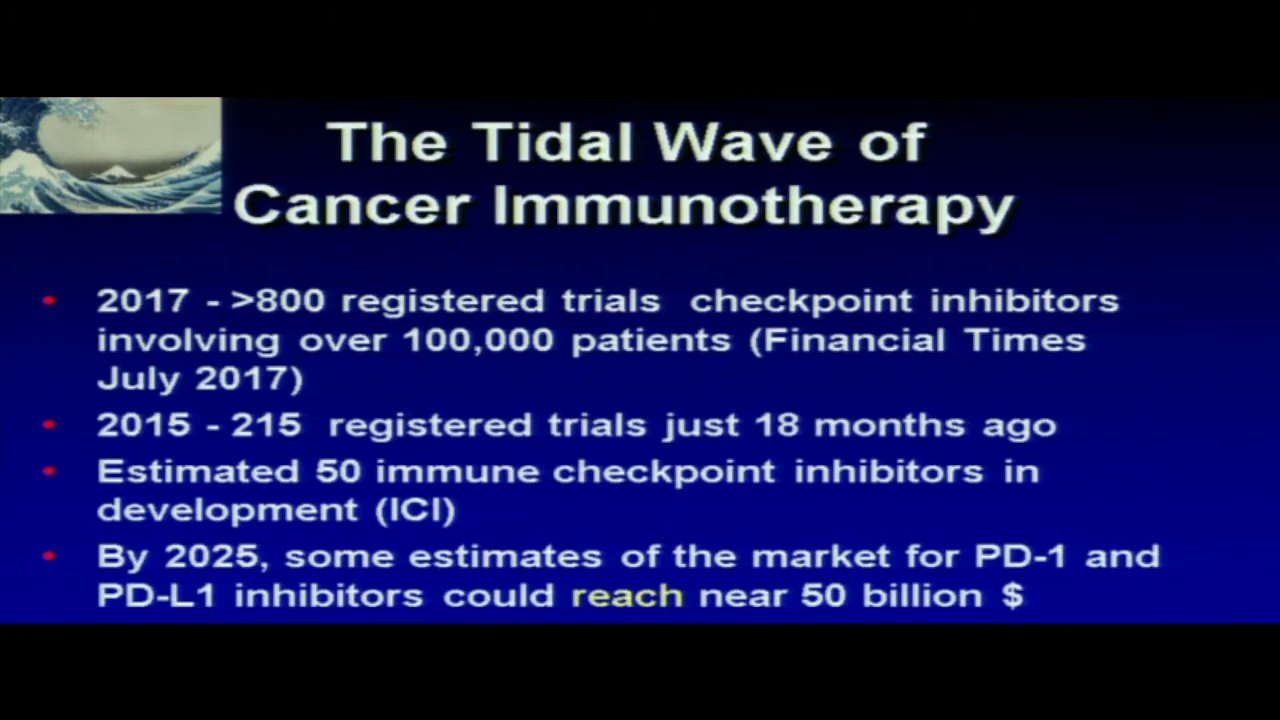 The Tidal Wave of
Cancer Immunotherapy
• 2017 - >800 registered trials checkpoint inhibitors
involving over 100,000 patients (Financial Times
July 2017)
• 2015 - 215 registered trials just 18 months ago
• Estimated 50 immune checkpoint inhibitors in
development (ICI)
• By 2025, some estimates of the market for PD-1 and
PD-L1 inhibitors could reach near 50 billion $